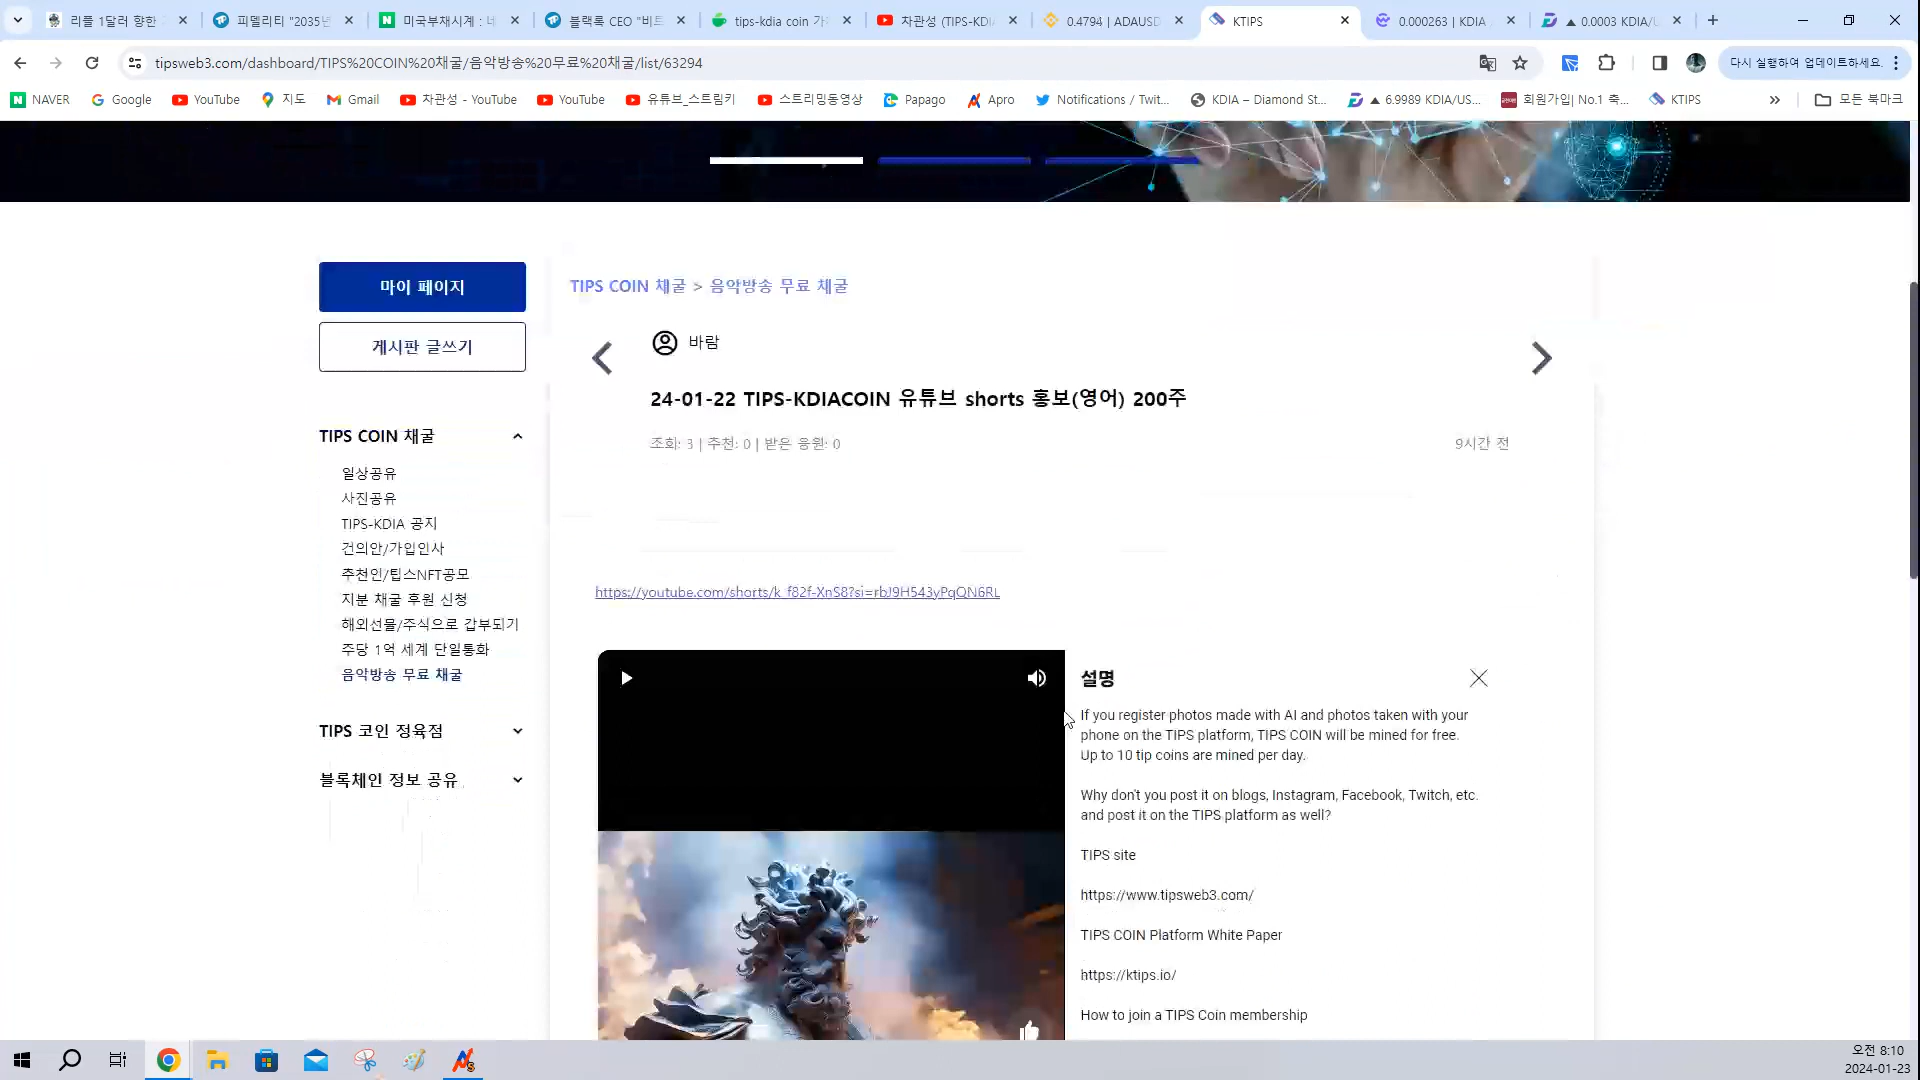 리플 1달러 향한
피델리티 "2035년
미국부채시계 : 네
블랙록 CEO "비트
tips-kdia coin 가
차관성 (TIPS-KDIA
0.4794 | ADAUSD
KTIPS
0.000263 | KDIA
▲ 0.0003 KDIA/U
tipsweb3.com/dashboard/TIPS%20COIN%20채굴/음악방송%20무료%20채굴/list/63294
다시 실행하여 업데이트하세요.
NAVER
Google
YouTube
지도
Gmail
차관성 - YouTube
YouTube
유튜브_스트림키
스트리밍동영상
Papago
Apro
Notifications / Twit...
KDIA – Diamond St...
▲ 6.9989 KDIA/US...
회원가입| No.1 축...
KTIPS
모든 북마크
마이 페이지
게시판 글쓰기
TIPS COIN 채굴
일상공유
사진공유
TIPS-KDIA 공지
건의안/가입인사
추천인/팁스NFT공모
지분 채굴 후원 신청
해외선물/주식으로 갑부되기
주당 1억 세계 단일통화
음악방송 무료 채굴
TIPS 코인 정육점
블록체인 정보 공유
TIPS COIN 채굴 > 음악방송 무료 채굴
바람
24-01-22 TIPS-KDIACOIN 유튜브 shorts 홍보(영어) 200주
조회: 3 | 추천: 0 | 받은 응원: 0
9시간 전
https://youtube.com/shorts/k_f82f-XnS8?si=rbJ9H543yPqQN6RL
설명
If you register photos made with AI and photos taken with your
phone on the TIPS platform, TIPS COIN will be mined for free.
Up to 10 tip coins are mined per day.
Why don't you post it on blogs, Instagram, Facebook, Twitch, etc.
and post it on the TIPS platform as well?
TIPS site
https://www.tipsweb3.com/
TIPS COIN Platform White Paper
https://ktips.io/
How to join a TIPS Coin membership
오전 8:10
2024-01-23